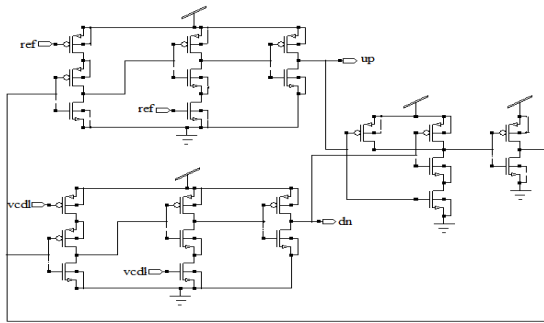 ref
up
ref
vcdl
dn
vcdl